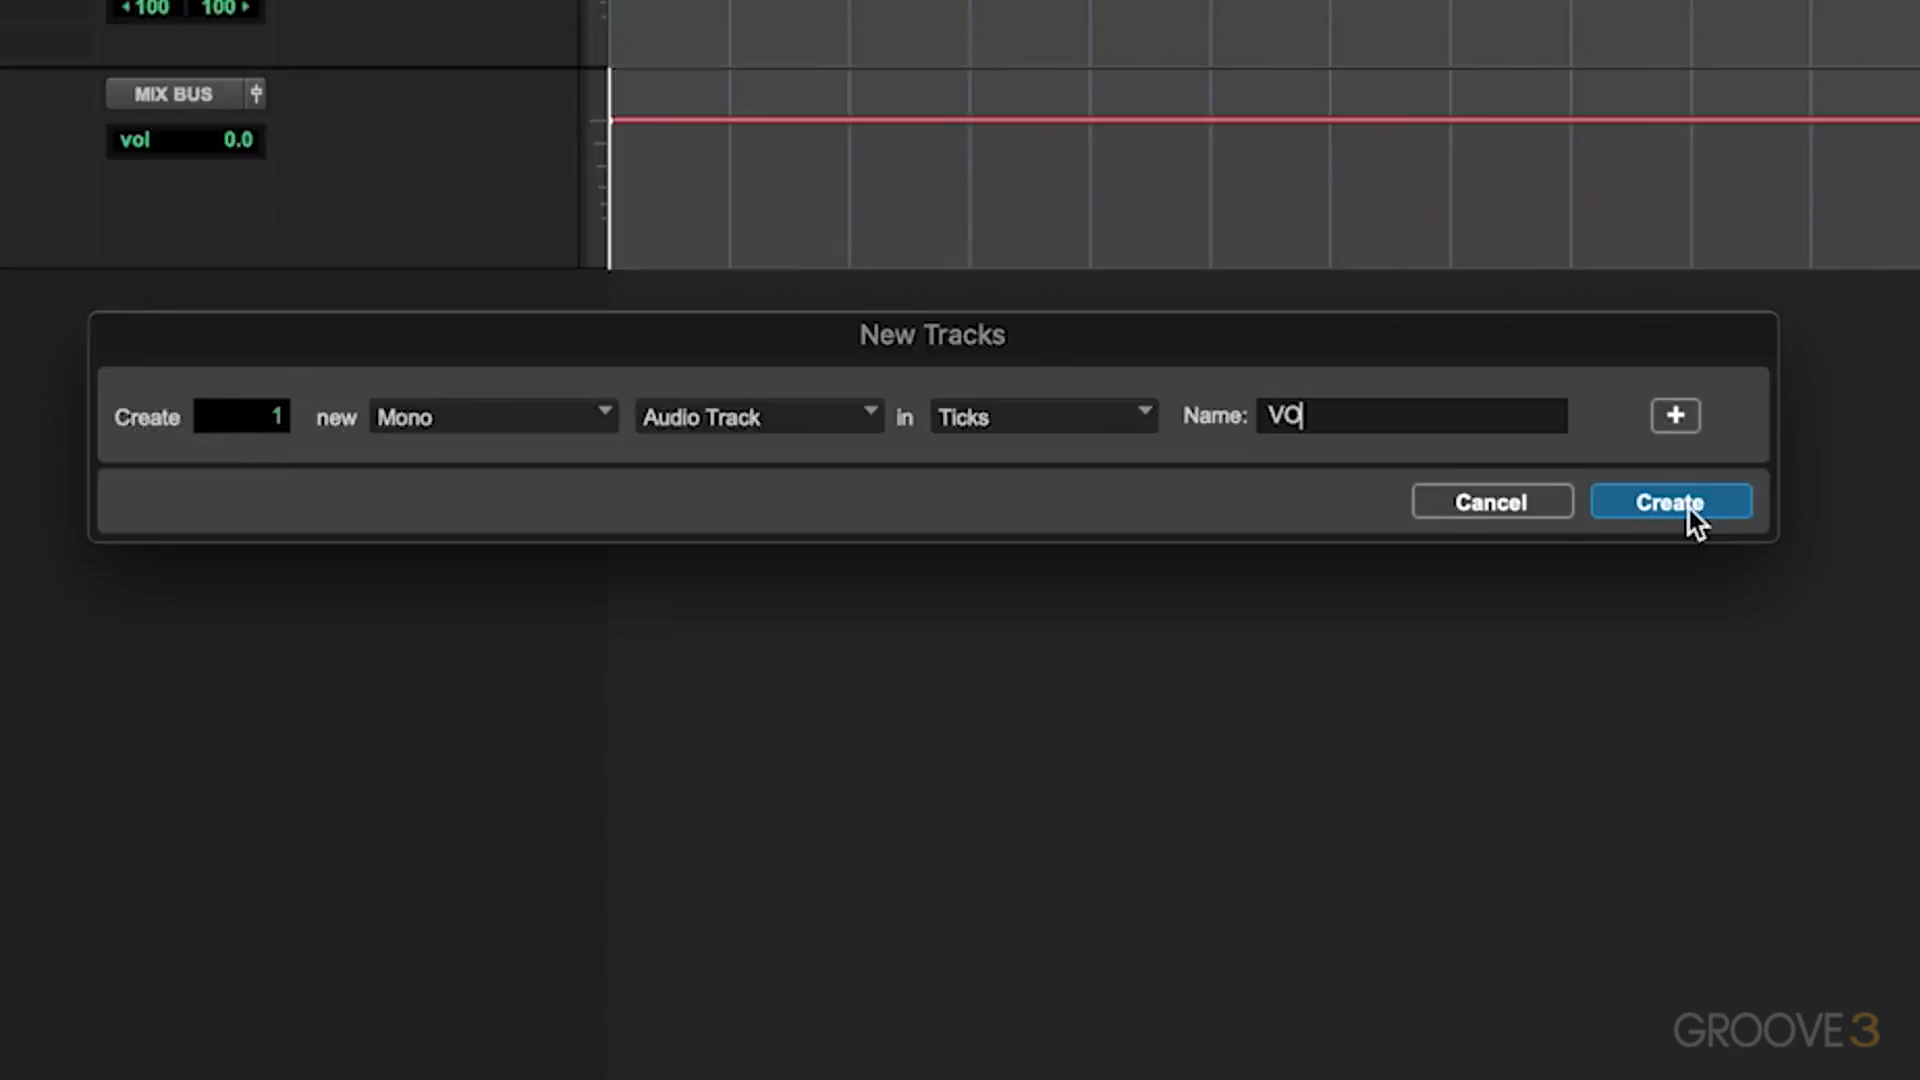 100 100
MIX BUS
vol 0.0
New Tracks
Create 1 new Mono Audio Track in Ticks Name: VO +
Cancel Create
GROOVE3